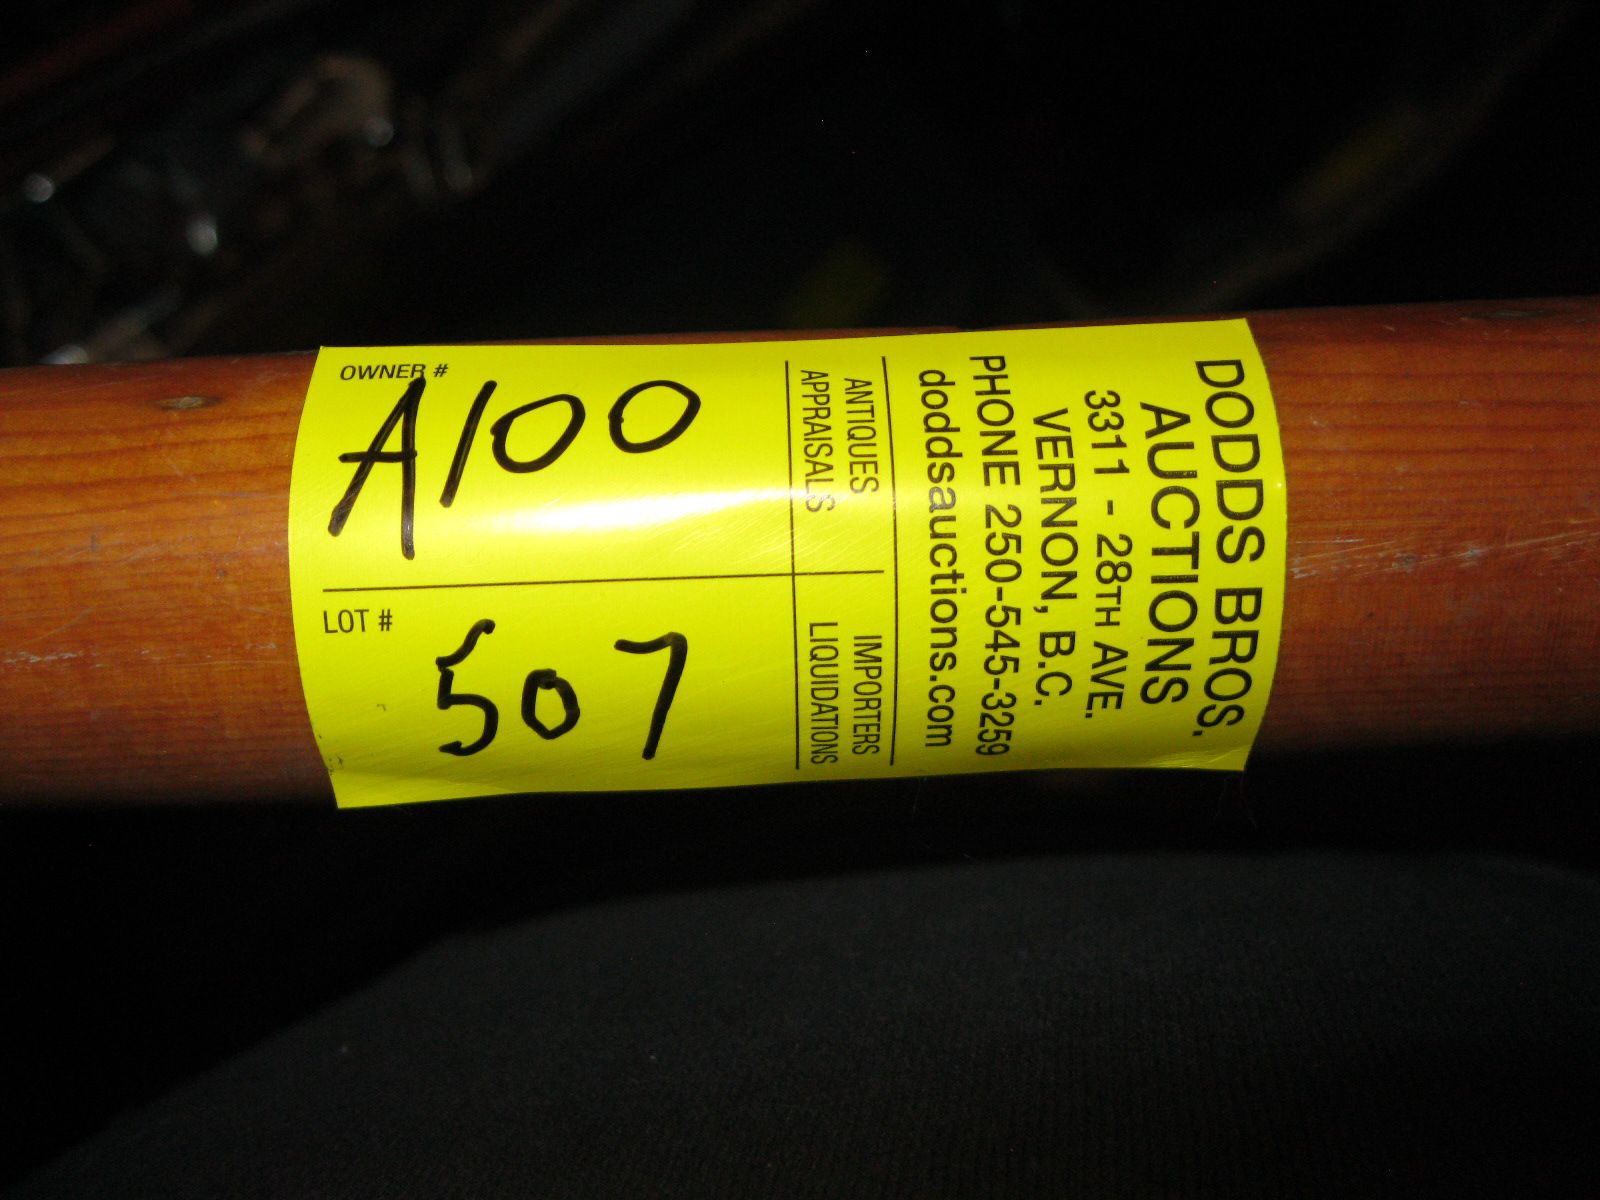 DODDS BROS.
AUCTIONS
3311 - 28TH AVE.
VERNON, B.C.
PHONE 250-545-3259
doddsauctions.com
ANTIQUES IMPORTERS
APPRAISALS LIQUIDATIONS
OWNER #
A100
LOT #
507